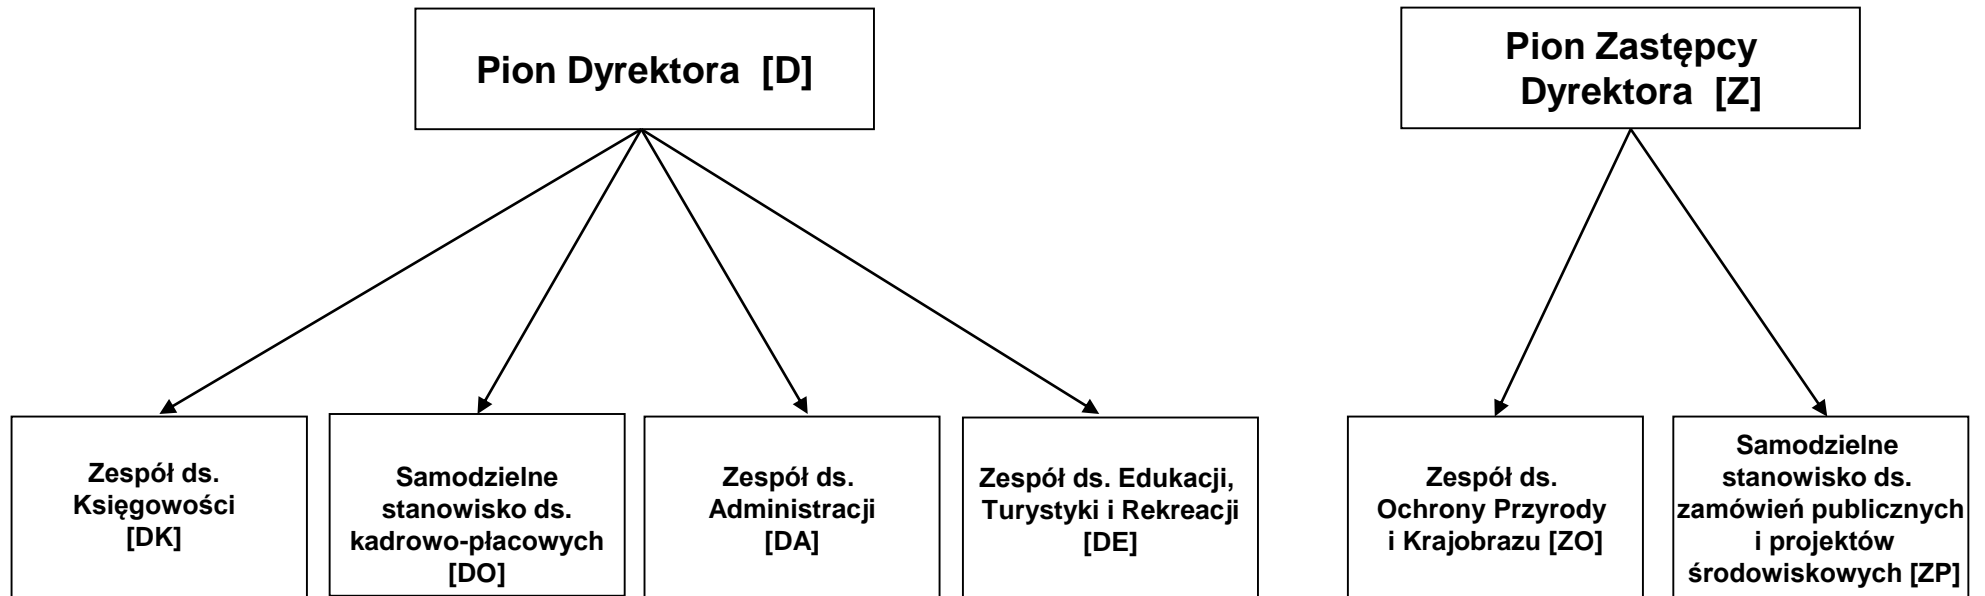 Pion Dyrektora [D]
Pion Zastępcy
Dyrektora [Z]
Zespół ds.
Księgowości
[DK]
Samodzielne
stanowisko ds.
kadrowo-płacowych
[DO]
Zespół ds.
Administracji
[DA]
Zespół ds. Edukacji,
Turystyki i Rekreacji
[DE]
Zespół ds.
Ochrony Przyrody
i Krajobrazu [ZO]
Samodzielne
stanowisko ds.
zamówień publicznych
i projektów
środowiskowych [ZP]